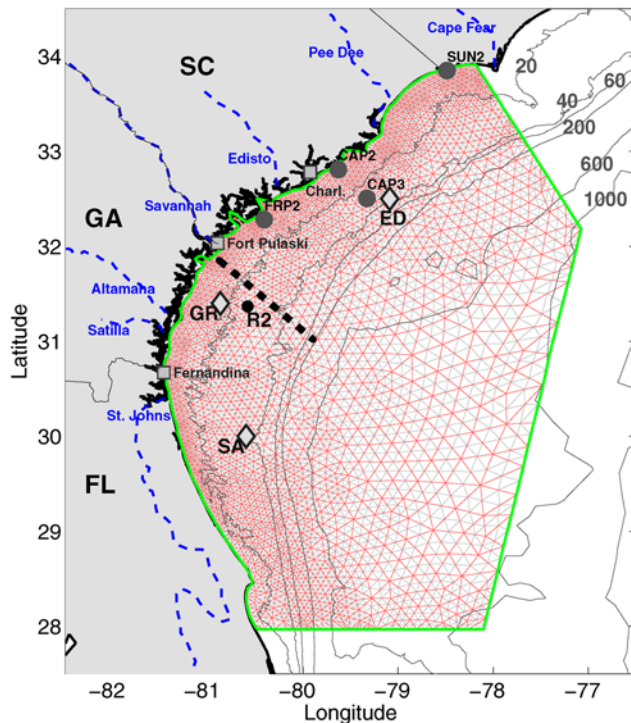 Cape Fear
34
Pee Dee
SUN2
SC
20
60
40
200
33
Edisto
CAP2
600
Charl.
CAP3
1000
Savannah
FRP2
ED
GA
32
Fort Pulaski
Altamaha
GR
R2
Satilla
31
Latitude
Fernandina
St. Johns
30
SA
FL
29
28
−82
−81
−80
−79
−78
−77
Longitude